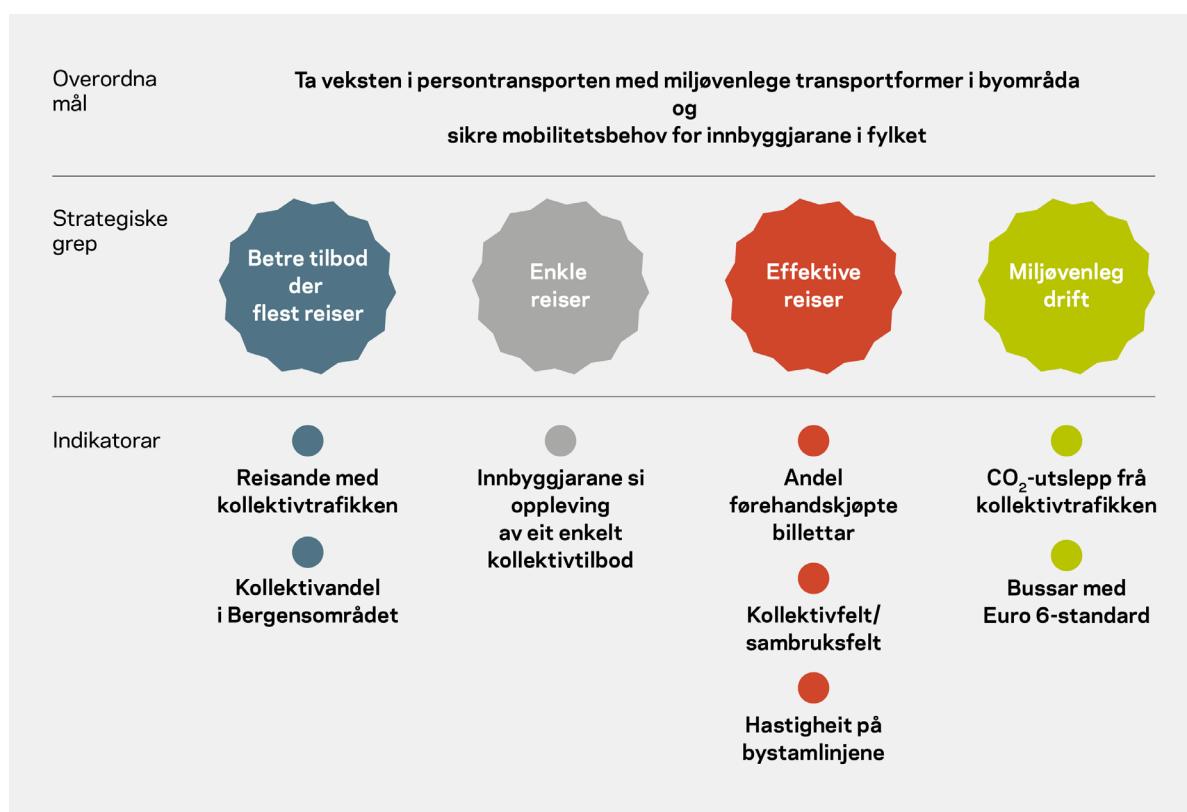 Overordna
mål
Ta veksten i persontransporten med miljøvenlege transportformer i byområda
og
sikre mobilitetsbehov for innbyggjarane i fylket
Strategiske
grep
Betre tilbod
der
flest reiser
Enkle
reiser
Effektive
reiser
Miljøvenleg
drift
Indikatorar
Reisande med
kollektivtrafikken
Kollektivandel
i Bergensområdet
Innbyggjarane si
oppleving
av eit enkelt
kollektivtilbod
Andel
førehandskjøpte
billettar
Kollektivfelt/
sambruksfelt
Hastigheit på
bystamlinjene
CO₂-utslepp frå
kollektivtrafikken
Bussar med
Euro 6-standard